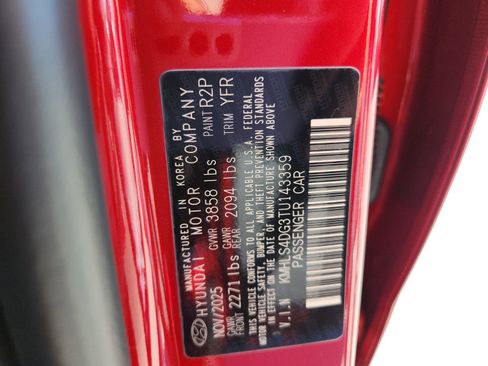 MANUFACTURED IN KOREA BY
HYUNDAI MOTOR COMPANY
NOV/2025 GVWR 3858 lbs PAINT R2P
GAWR FRONT 2271 lbs GAWR REAR 2094 lbs TRIM YFR
THIS VEHICLE CONFORMS TO ALL APPLICABLE U.S.A. FEDERAL
MOTOR VEHICLE SAFETY, BUMPER, AND THEFT PREVENTION STANDARDS
IN EFFECT ON THE DATE OF MANUFACTURE SHOWN ABOVE
V.I.N KMHLS4DG3TU143359
PASSENGER CAR